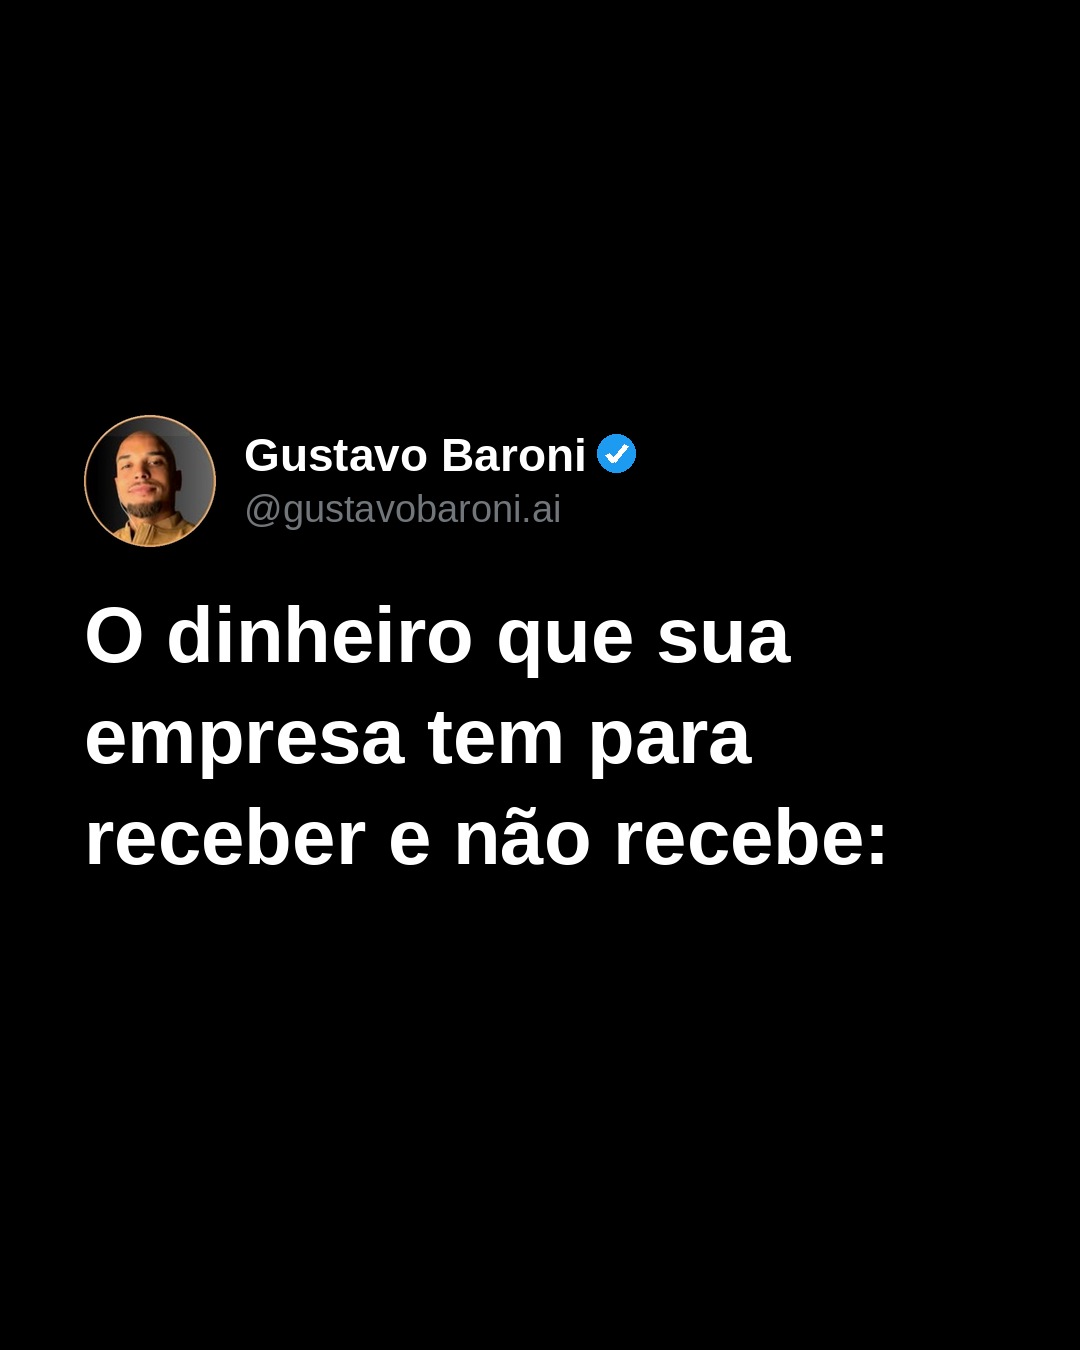 Gustavo Baroni
@gustavobaroni.ai
O dinheiro que sua
empresa tem para
receber e não recebe: